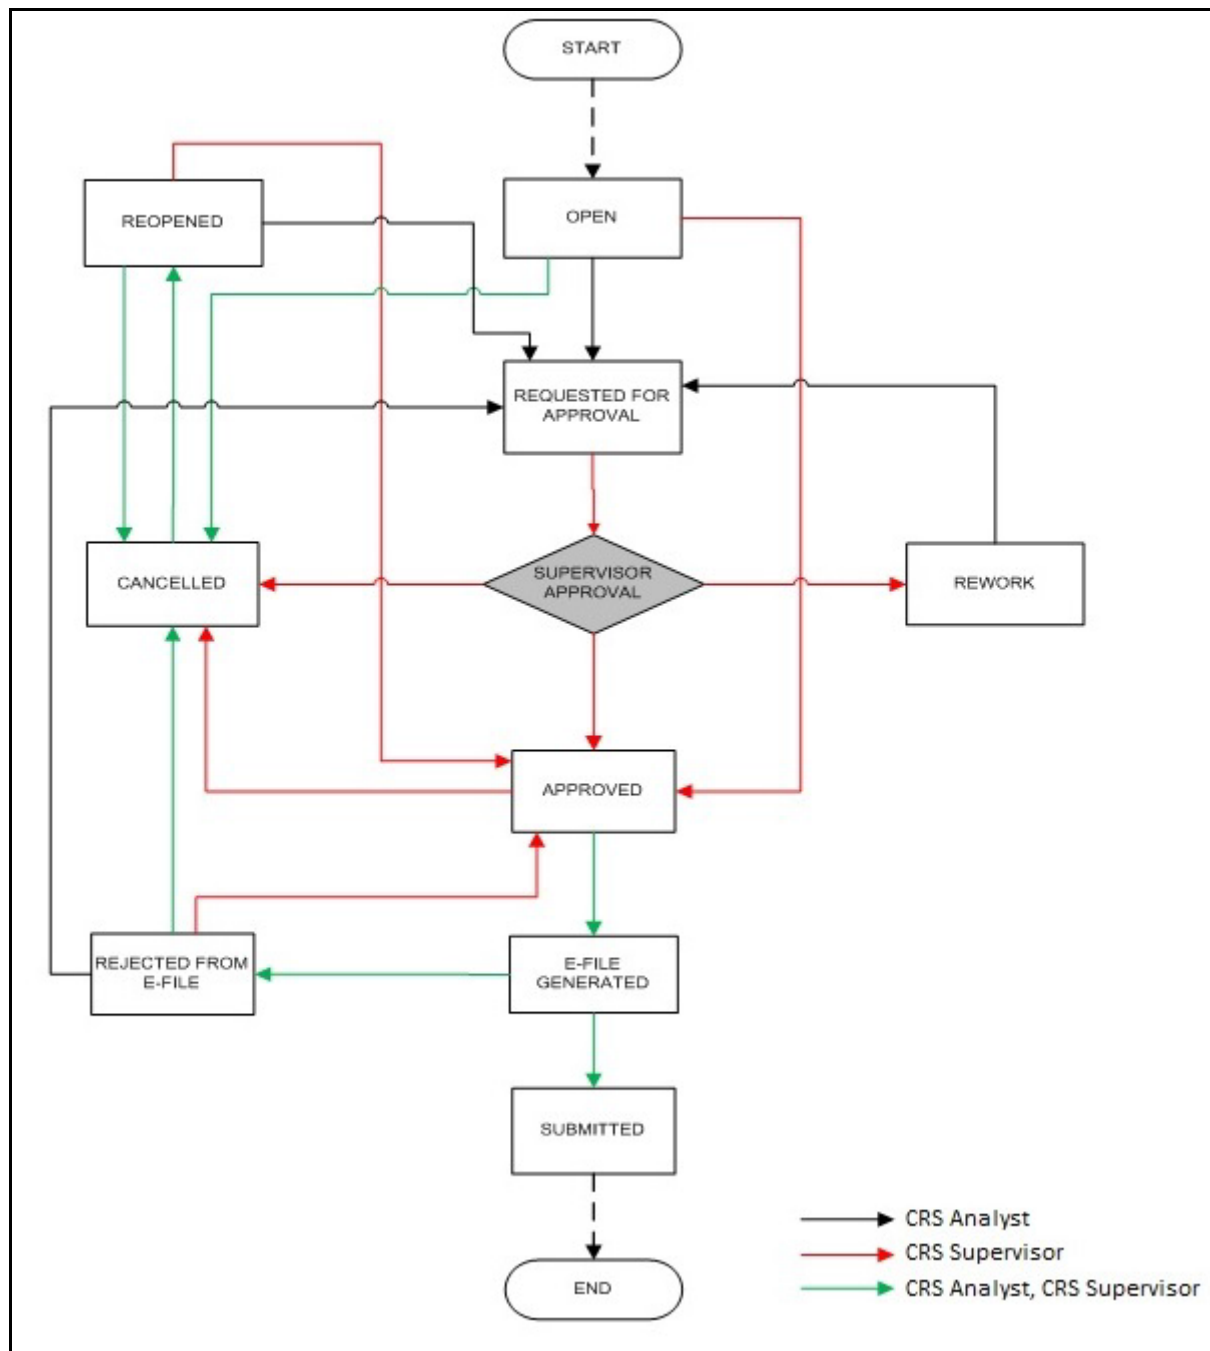 START
REOPENED
OPEN
REQUESTED FOR
APPROVAL
CANCELLED
SUPERVISOR
APPROVAL
REWORK
APPROVED
REJECTED FROM
E-FILE
E-FILE
GENERATED
SUBMITTED
CRS Analyst
CRS Supervisor
CRS Analyst, CRS Supervisor
END